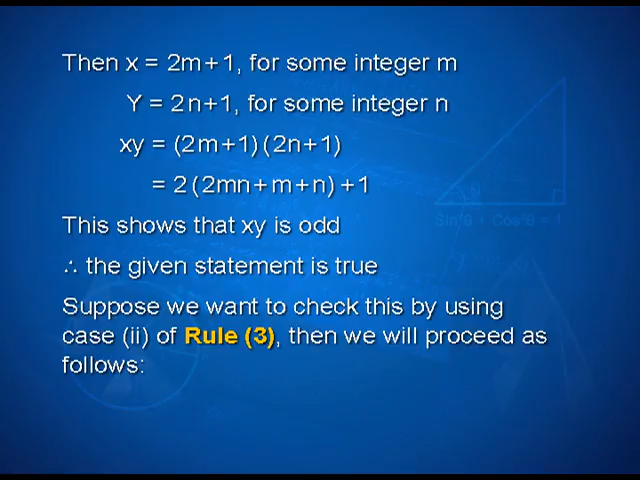 Then x = 2m+1, for some integer m
Y = 2n+1, for some integer n
xy = (2m+1)(2n+1)
= 2(2mn+m+n)+1
This shows that xy is odd
∴ the given statement is true
Suppose we want to check this by using
case (ii) of Rule (3), then we will proceed as
follows: